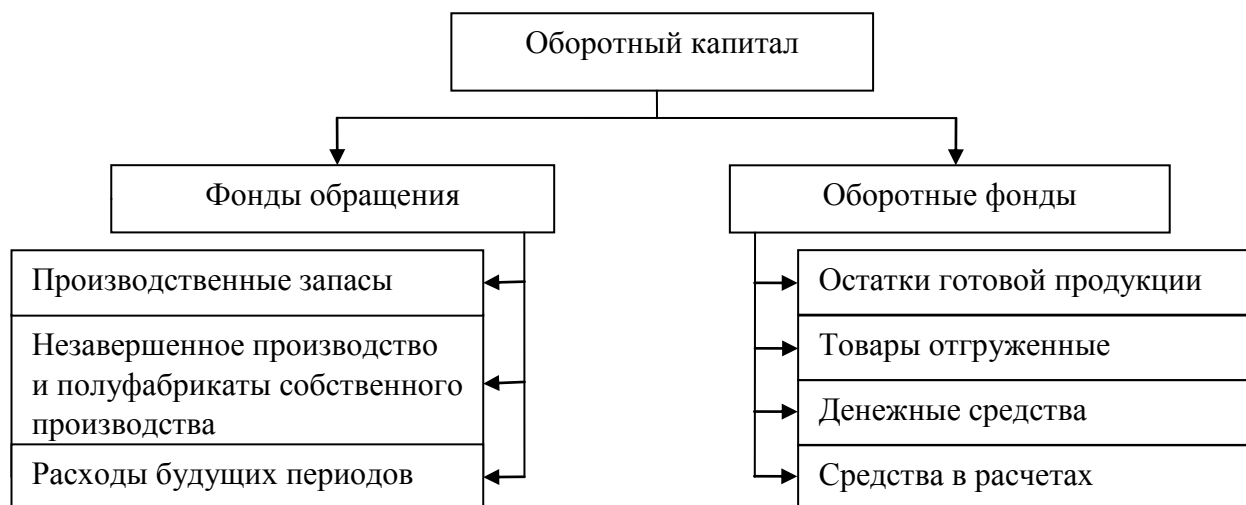 Оборотный капитал
Фонды обращения
Оборотные фонды
Производственные запасы
Незавершенное производство
и полуфабрикаты собственного
производства
Расходы будущих периодов
Остатки готовой продукции
Товары отгруженные
Денежные средства
Средства в расчетах